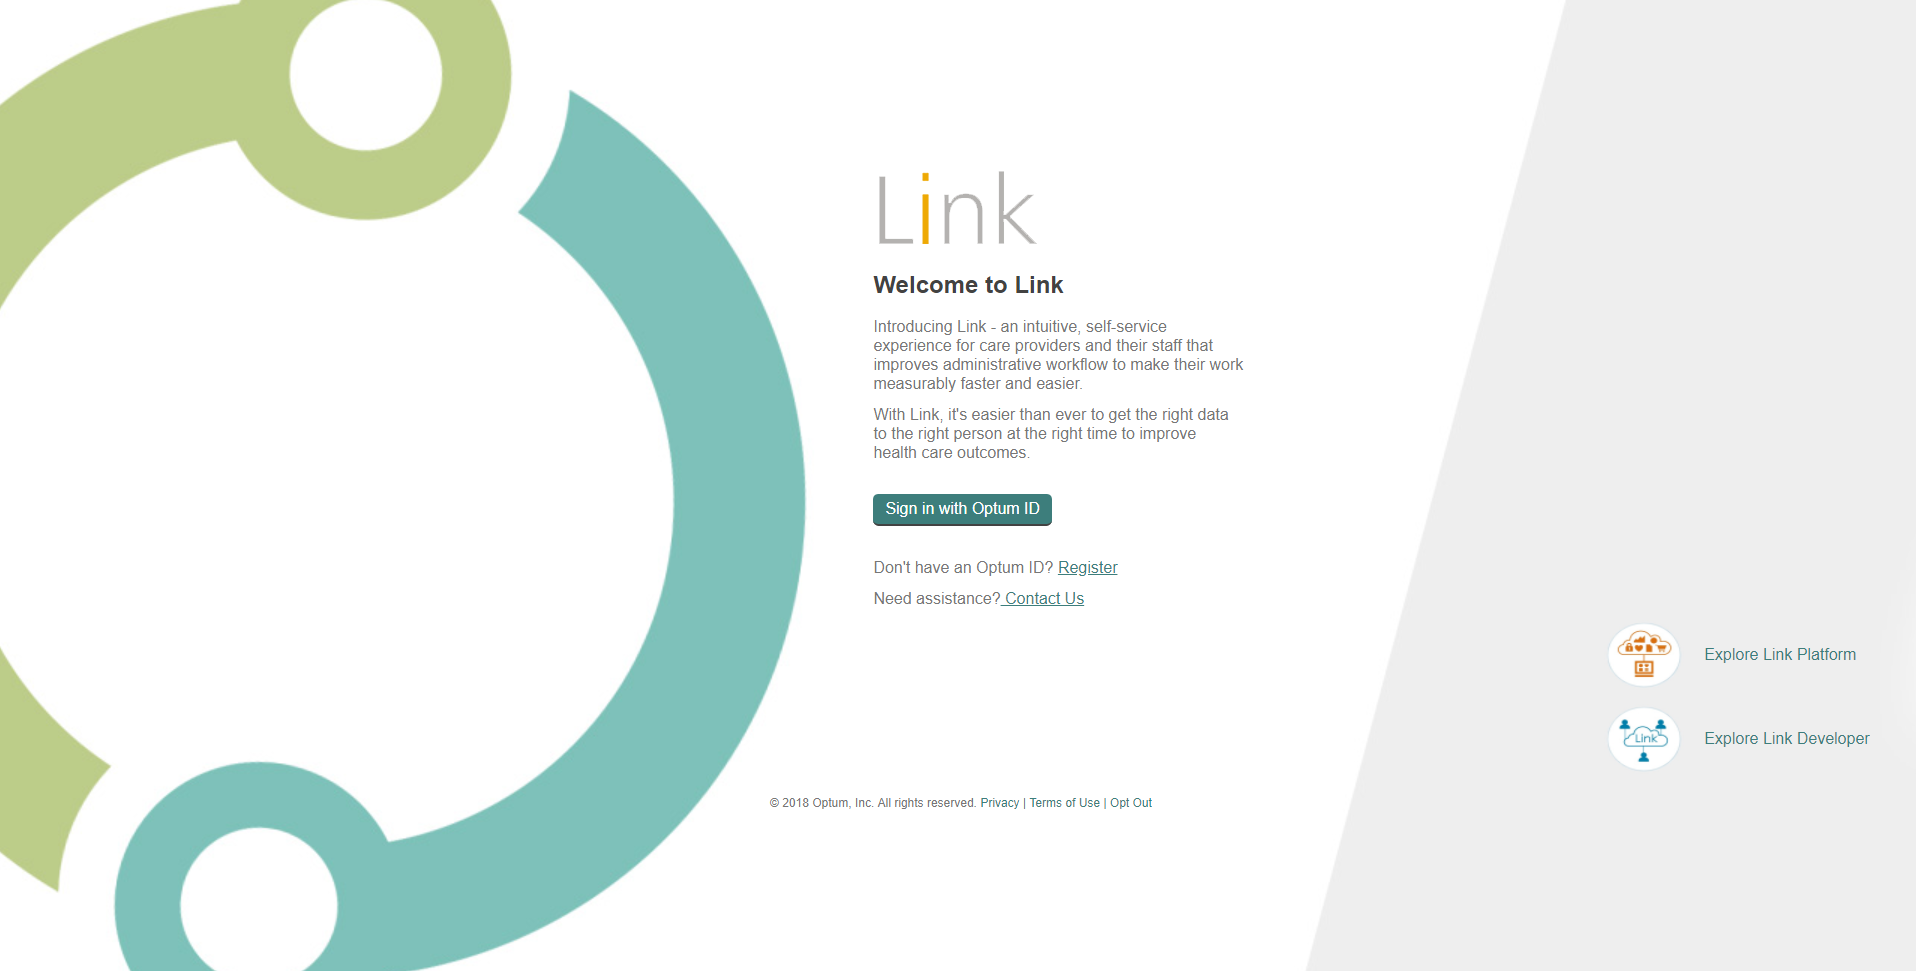 Link
Welcome to Link
Introducing Link - an intuitive, self-service
experience for care providers and their staff that
improves administrative workflow to make their work
measurably faster and easier.
With Link, it's easier than ever to get the right data
to the right person at the right time to improve
health care outcomes.
Sign in with Optum ID
Don't have an Optum ID? Register
Need assistance? Contact Us
Explore Link Platform
Link
Explore Link Developer
© 2018 Optum, Inc. All rights reserved. Privacy | Terms of Use | Opt Out